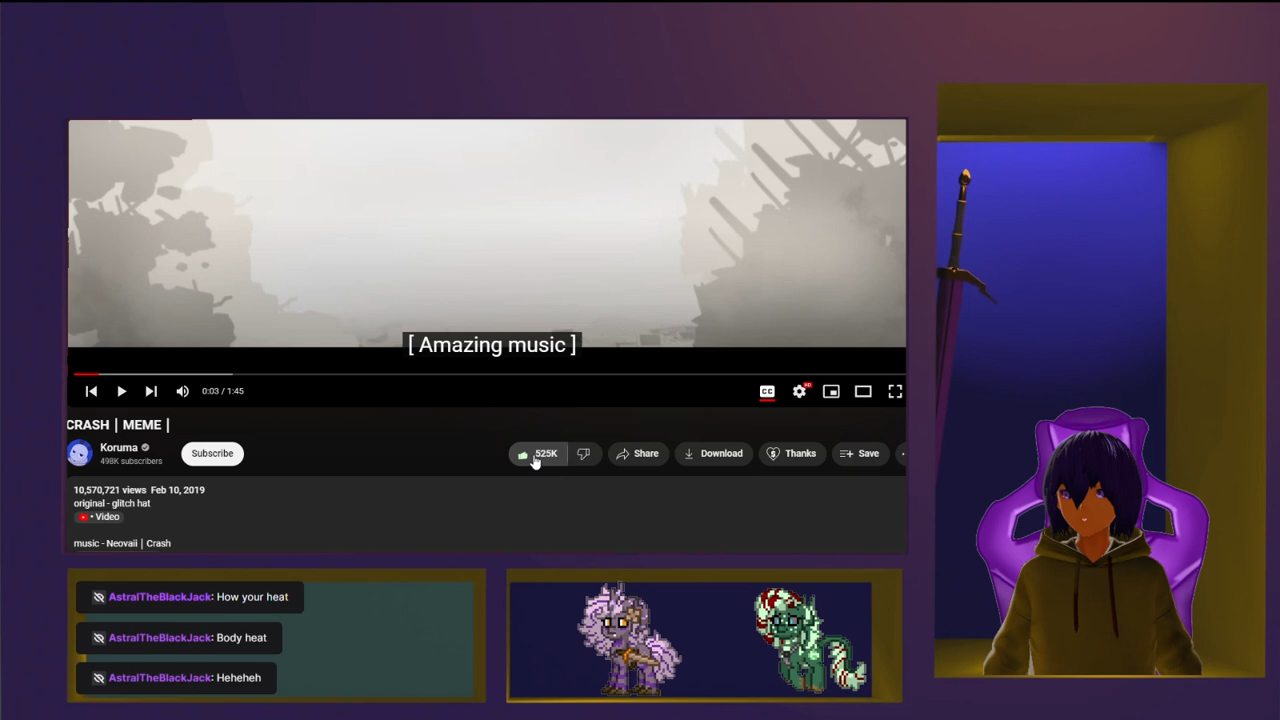 [ Amazing music ]
0:03 / 1:45
CC
HD
CRASH | MEME |
Koruma
498K subscribers
Subscribe
525K
Share
Download
Thanks
Save
10,570,721 views Feb 10, 2019
original - glitch hat
• Video
music - Neovaii | Crash
AstralTheBlackJack: How your heat
AstralTheBlackJack: Body heat
AstralTheBlackJack: Heheheh